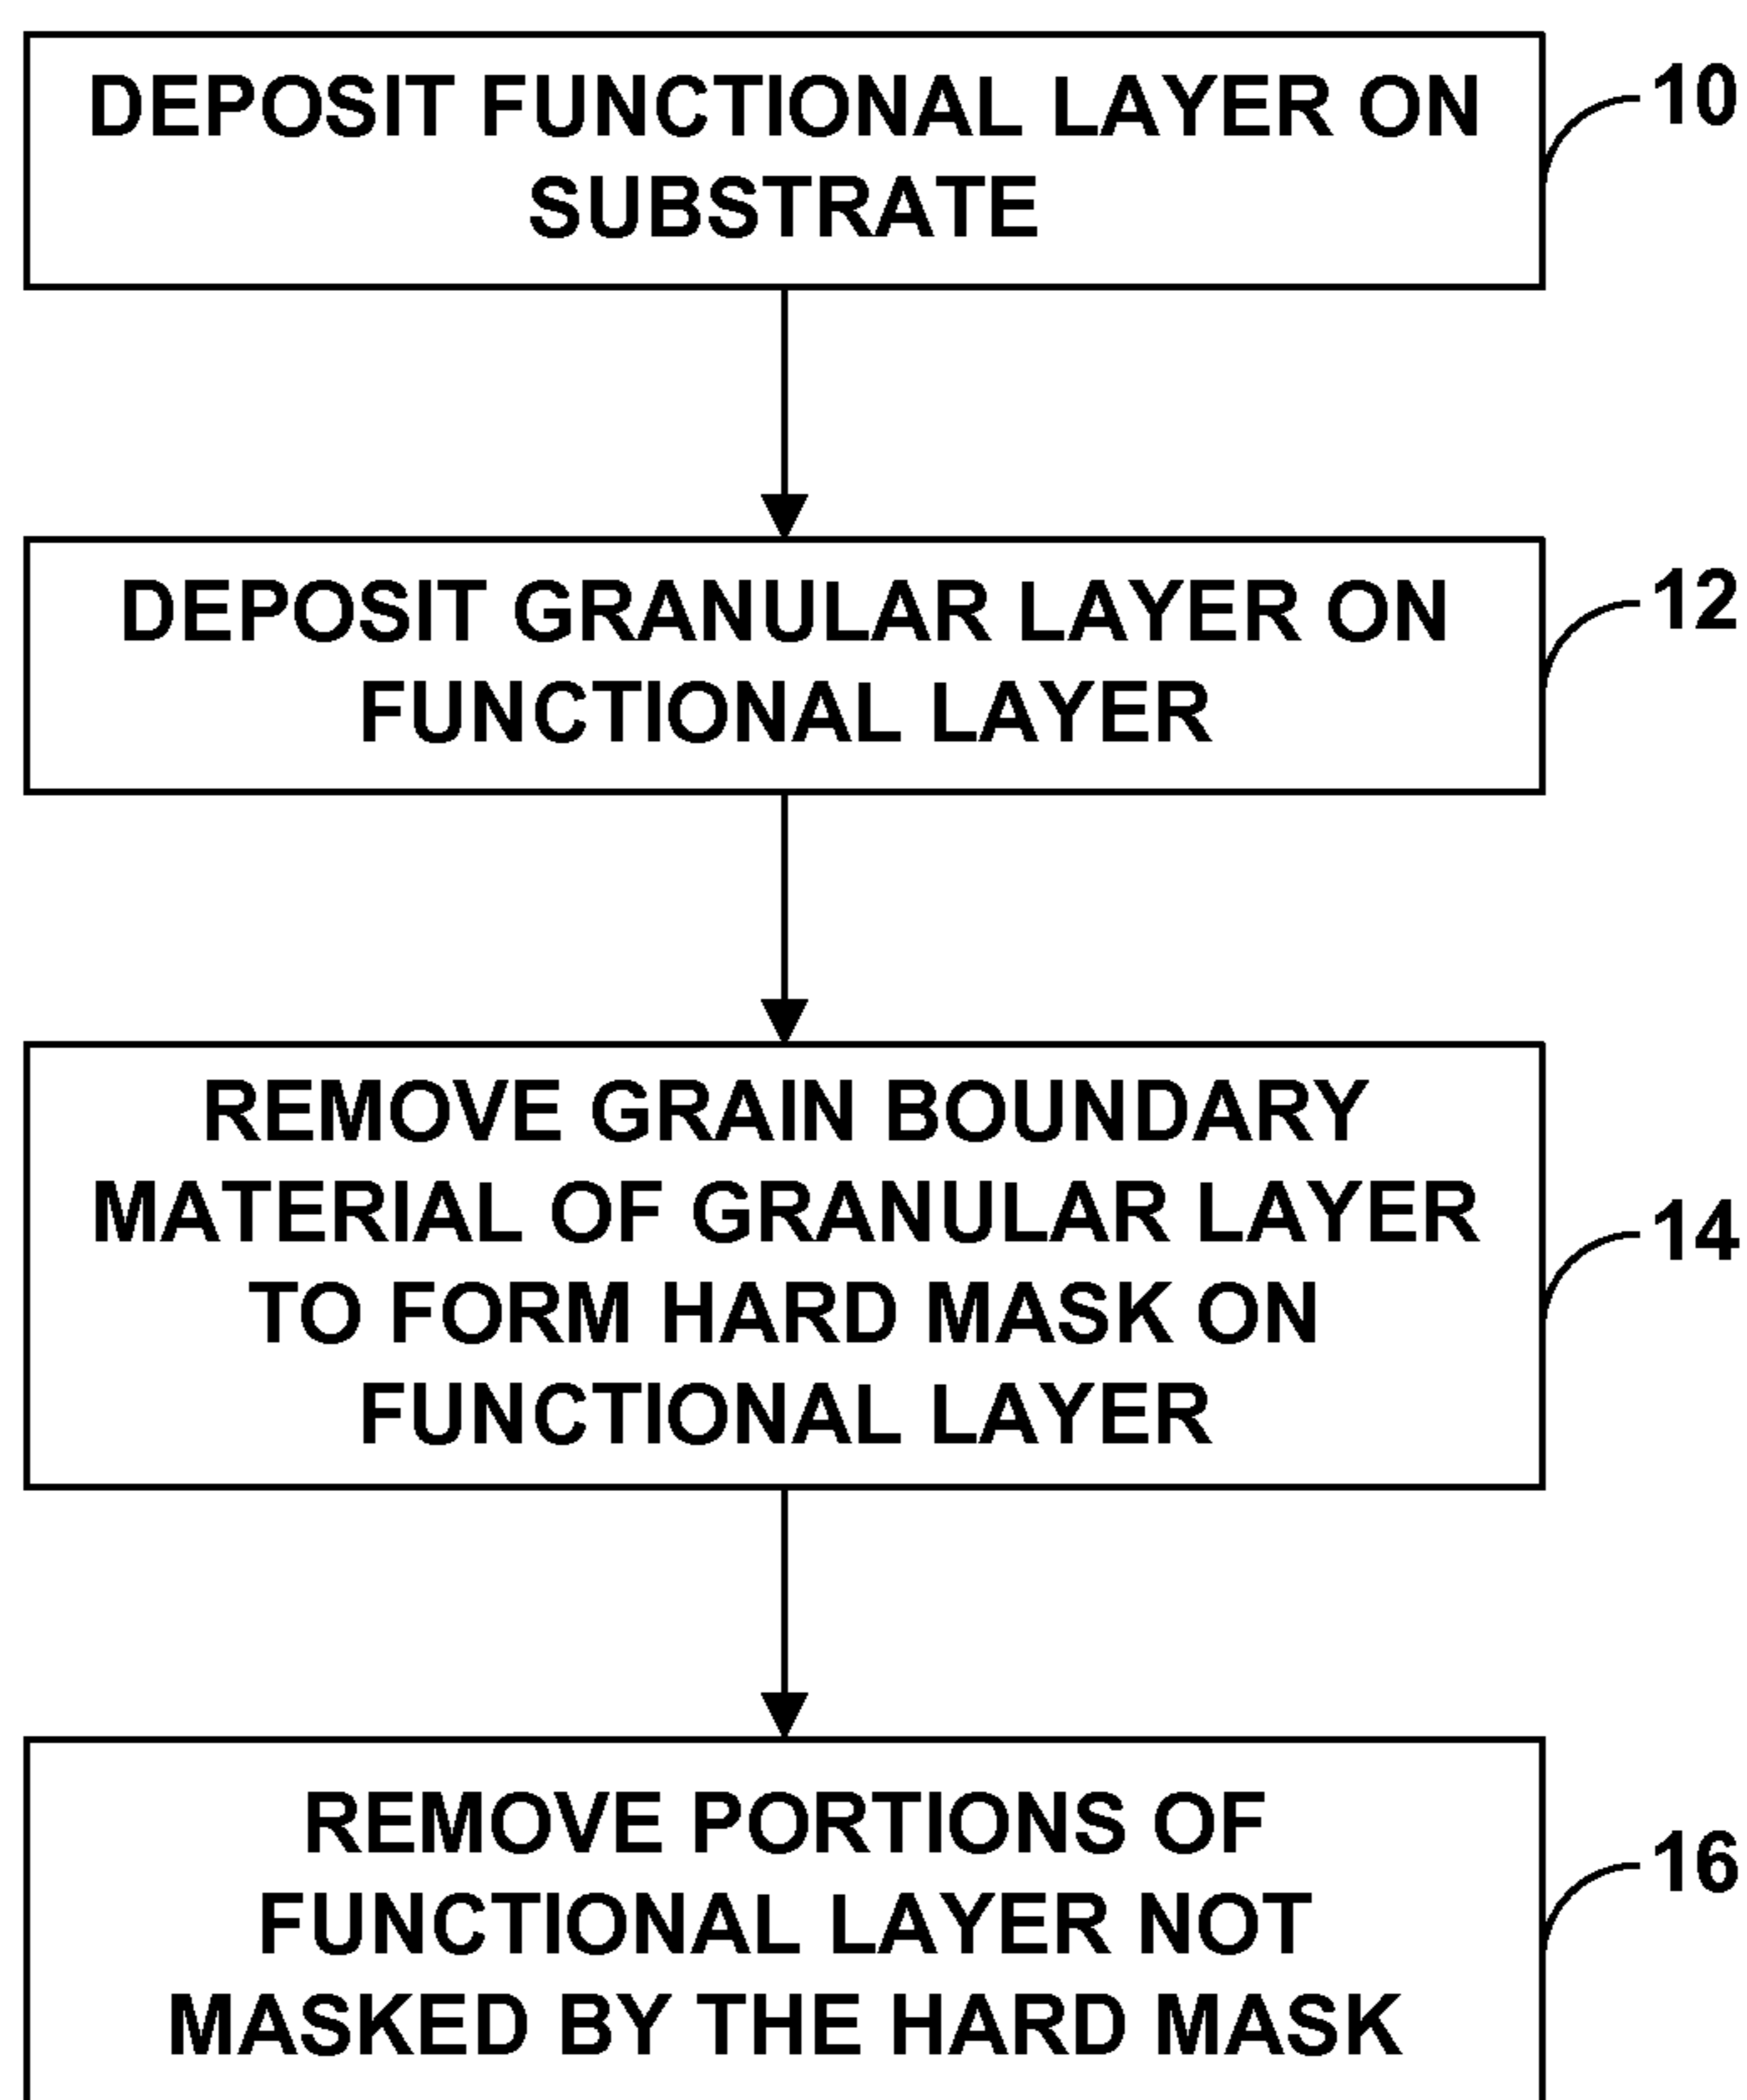 DEPOSIT FUNCTIONAL LAYER ON
SUBSTRATE
10
DEPOSIT GRANULAR LAYER ON
FUNCTIONAL LAYER
12
REMOVE GRAIN BOUNDARY
MATERIAL OF GRANULAR LAYER
TO FORM HARD MASK ON
FUNCTIONAL LAYER
14
REMOVE PORTIONS OF
FUNCTIONAL LAYER NOT
MASKED BY THE HARD MASK
16